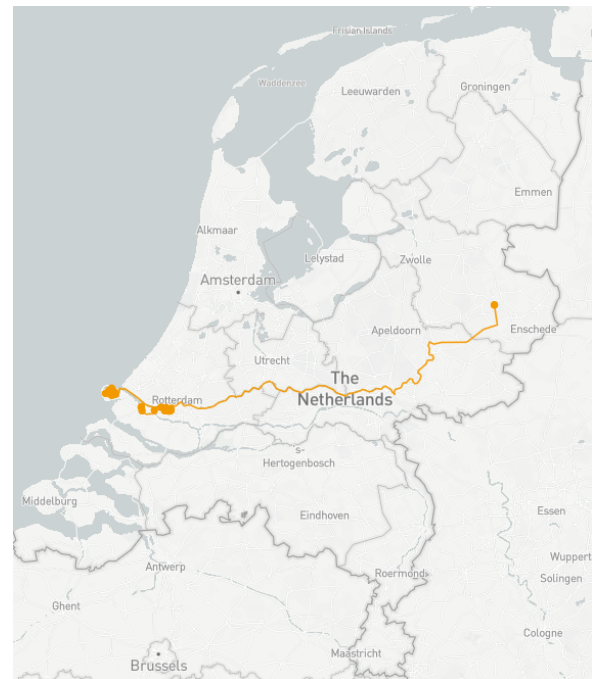 Frisian Islands
Waddenzee
Leeuwarden
Groningen
Emmen
Alkmaar
Lelystad
Zwolle
Amsterdam
Apeldoorn
Enschede
Utrecht
The
Netherlands
Rotterdam
S-
Hertogenbosch
Middelburg
Eindhoven
Essen
Wuppert
Antwerp
Roermond
Solingen
Ghent
Cologne
Maastricht
Brussels